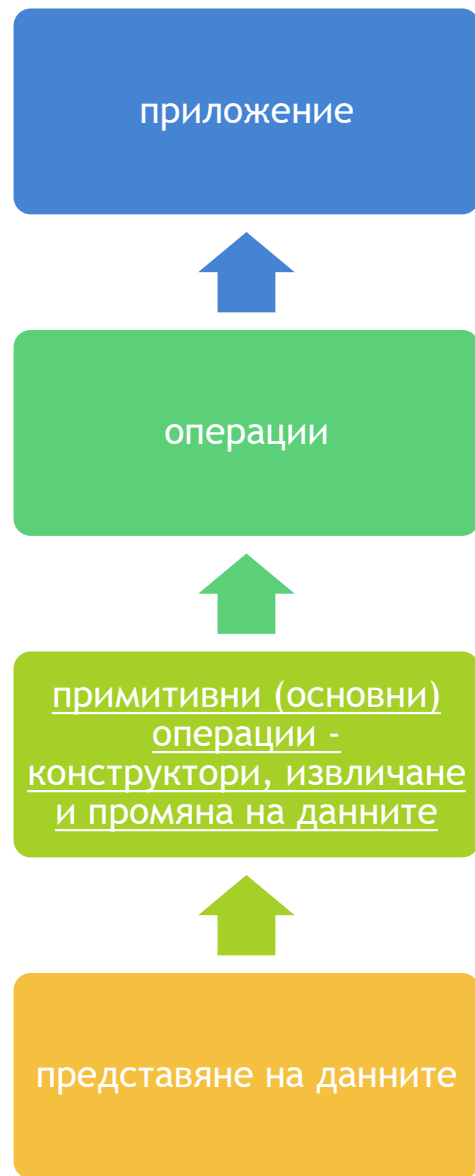 приложение
операции
примитивни (основни)
операции -
конструктори, извличане
и промяна на данните
представяне на данните